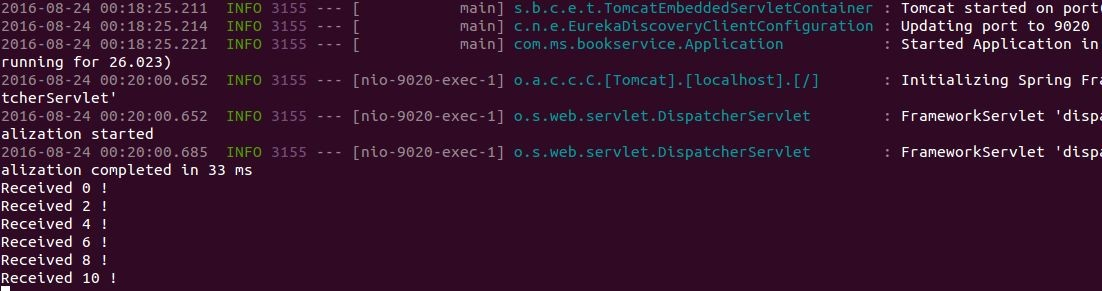 2016-08-24 00:18:25.211  INFO 3155 --- [           main] s.b.c.e.t.TomcatEmbeddedServletContainer : Tomcat started on port(
2016-08-24 00:18:25.214  INFO 3155 --- [           main] c.n.e.EurekaDiscoveryClientConfiguration : Updating port to 9020
2016-08-24 00:18:25.221  INFO 3155 --- [           main] com.ms.bookservice.Application           : Started Application in
running for 26.023)
2016-08-24 00:20:00.652  INFO 3155 --- [nio-9020-exec-1] o.a.c.c.C.[Tomcat].[localhost].[/]       : Initializing Spring Fra
tcherServlet'
2016-08-24 00:20:00.652  INFO 3155 --- [nio-9020-exec-1] o.s.web.servlet.DispatcherServlet        : FrameworkServlet 'dispa
alization started
2016-08-24 00:20:00.685  INFO 3155 --- [nio-9020-exec-1] o.s.web.servlet.DispatcherServlet        : FrameworkServlet 'dispa
alization completed in 33 ms
Received 0 !
Received 2 !
Received 4 !
Received 6 !
Received 8 !
Received 10 !